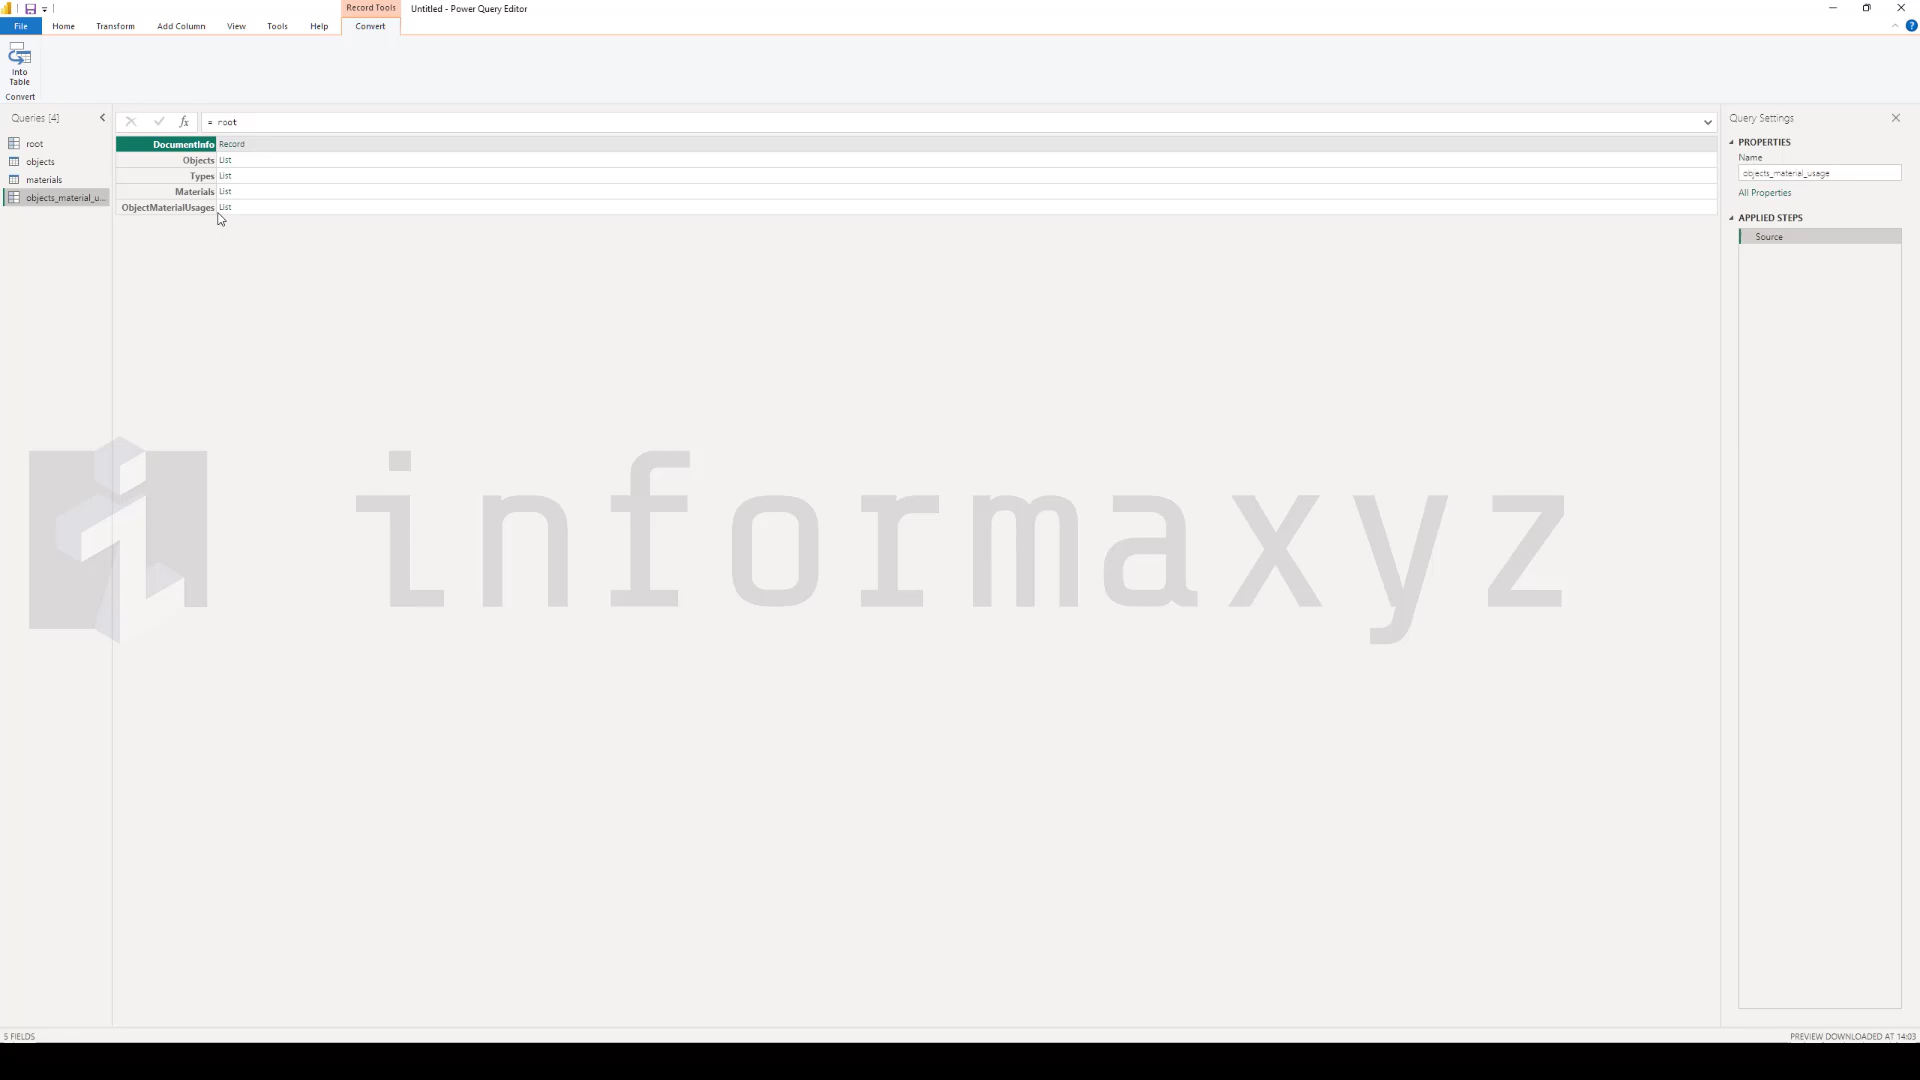 Record Tools
Untitled - Power Query Editor
File
Home
Transform
Add Column
View
Tools
Help
Convert
Into
Table
Convert
Queries [4]
fx
= root
root
objects
materials
objects_material_u...
DocumentInfo Record
Objects List
Types List
Materials List
ObjectMaterialUsages List
Query Settings
PROPERTIES
Name
objects_material_usage
All Properties
APPLIED STEPS
Source
informaxyz
5 FIELDS
PREVIEW DOWNLOADED AT 14:03